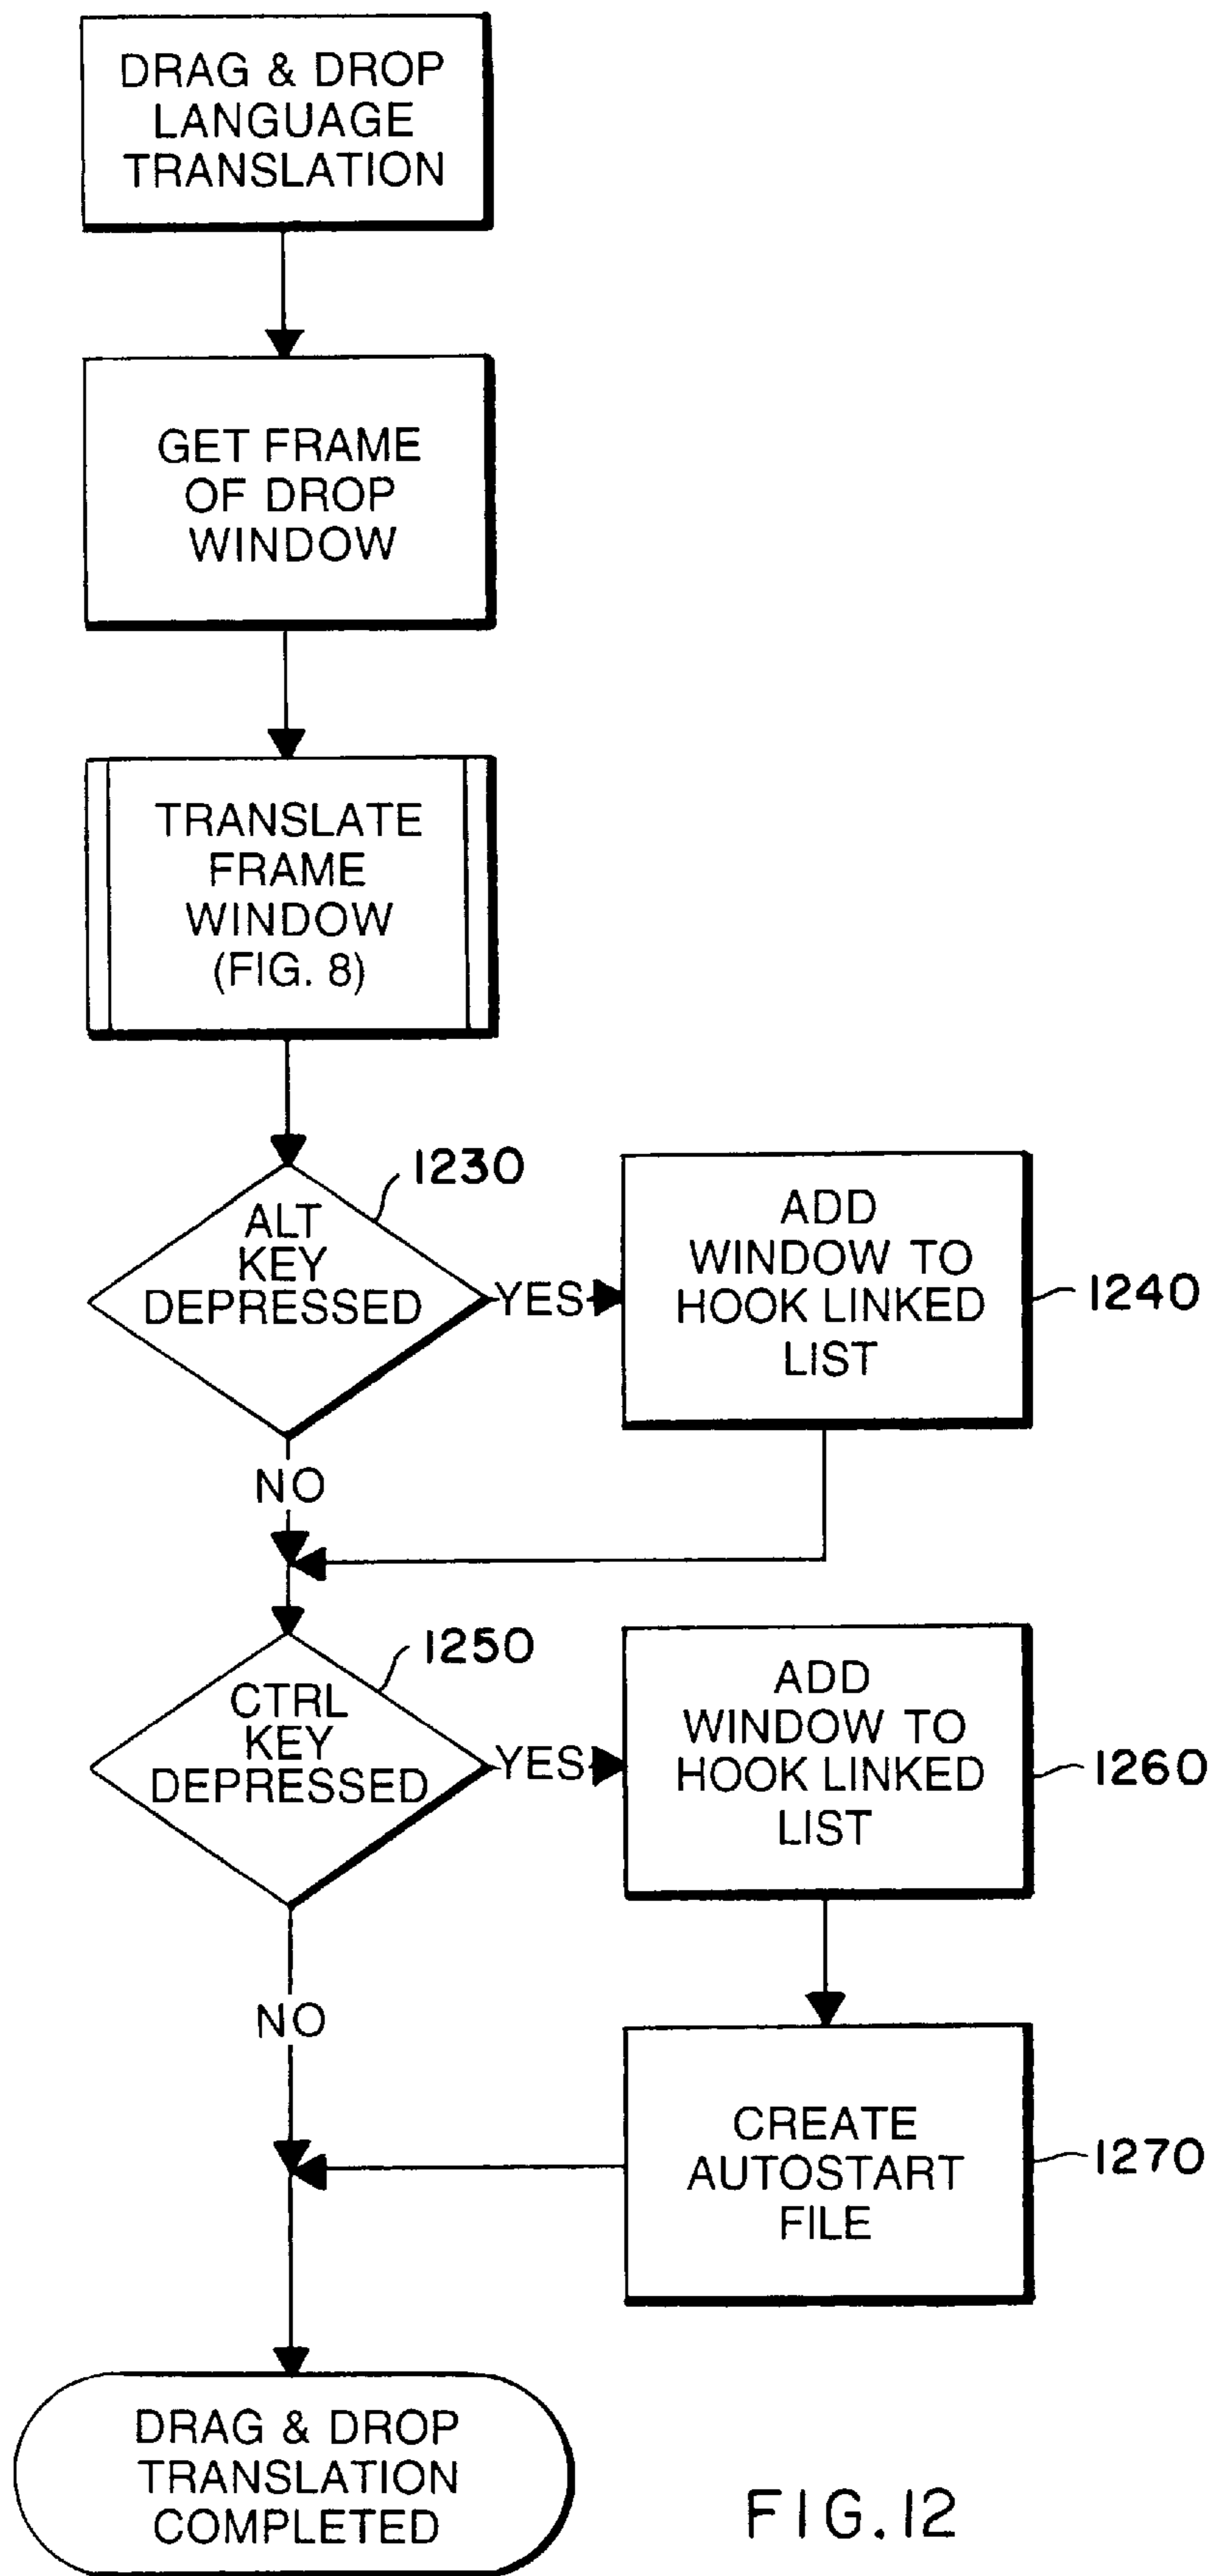 DRAG & DROP
LANGUAGE
TRANSLATION
GET FRAME
OF DROP
WINDOW
TRANSLATE
FRAME
WINDOW
(FIG. 8)
1230
ALT
KEY
DEPRESSED
YES
ADD
WINDOW TO
HOOK LINKED
LIST
1240
NO
1250
CTRL
KEY
DEPRESSED
YES
ADD
WINDOW TO
HOOK LINKED
LIST
1260
NO
CREATE
AUTOSTART
FILE
1270
DRAG & DROP
TRANSLATION
COMPLETED
FIG.12